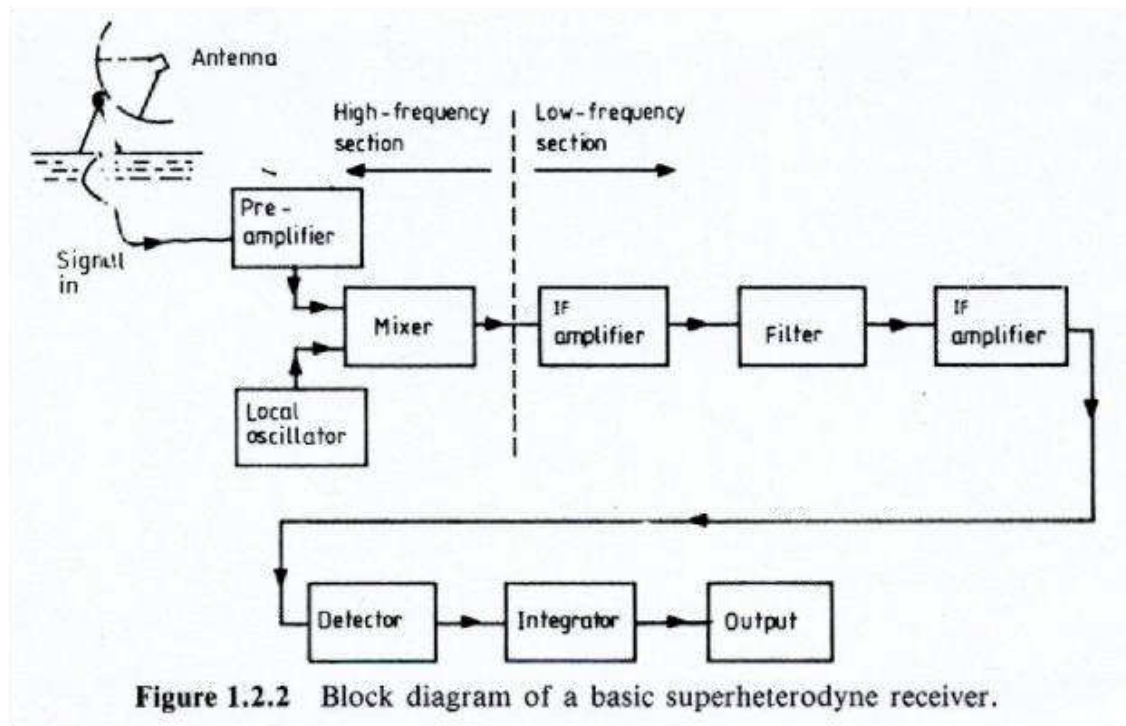 Antenna
High-frequency
section
Low-frequency
section
Pre-
amplifier
Signal
in
Mixer
IF
amplifier
Filter
IF
amplifier
Local
oscillator
Detector
Integrator
Output
Figure 1.2.2 Block diagram of a basic superheterodyne receiver.